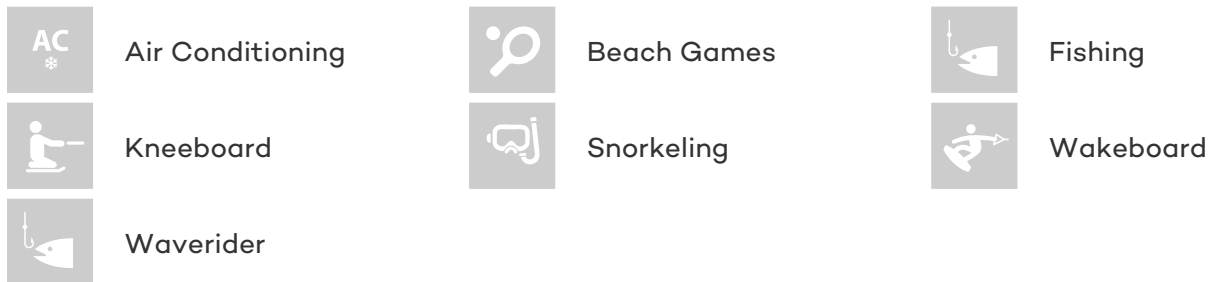 AC
Air Conditioning
Beach Games
Fishing
Kneeboard
Snorkeling
Wakeboard
Waverider